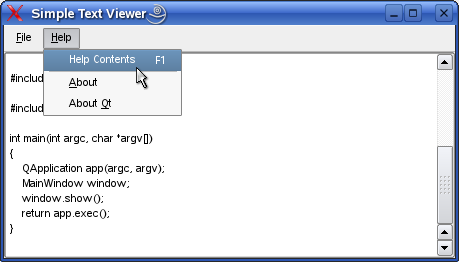 Simple Text Viewer
File Help
Help Contents F1
About
About Qt
#includ
#includ
int main(int argc, char *argv[])
{
QApplication app(argc, argv);
MainWindow window;
window.show();
return app.exec();
}